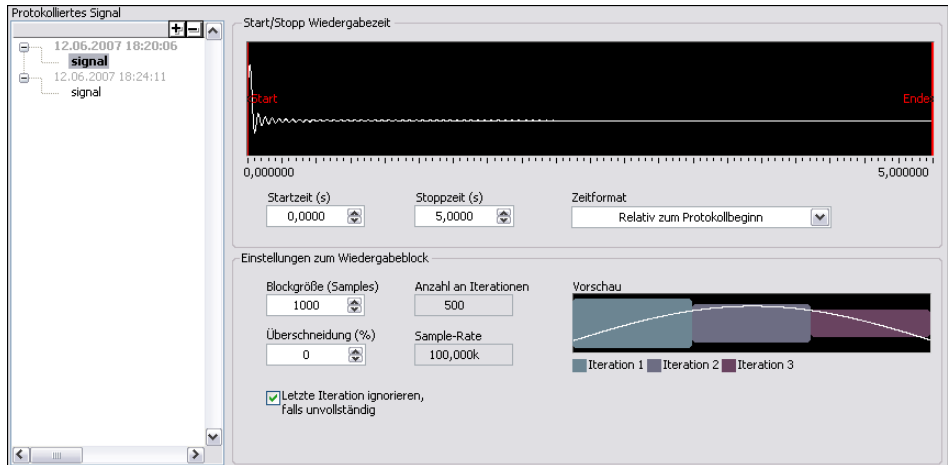 Protokolliertes Signal
12.06.2007 18:20:06
signal
12.06.2007 18:24:11
signal
Start/Stopp Wiedergabezeit
Start
Ende
0,000000
5,000000
Startzeit (s)
Stoppzeit (s)
Zeitformat
0,0000
5,0000
Relativ zum Protokollbeginn
Einstellungen zum Wiedergabeblock
Blockgröße (Samples)
Anzahl an Iterationen
Vorschau
1000
500
Überschneidung (%)
Sample-Rate
0
100,000k
Iteration 1
Iteration 2
Iteration 3
Letzte Iteration ignorieren,
falls unvollständig